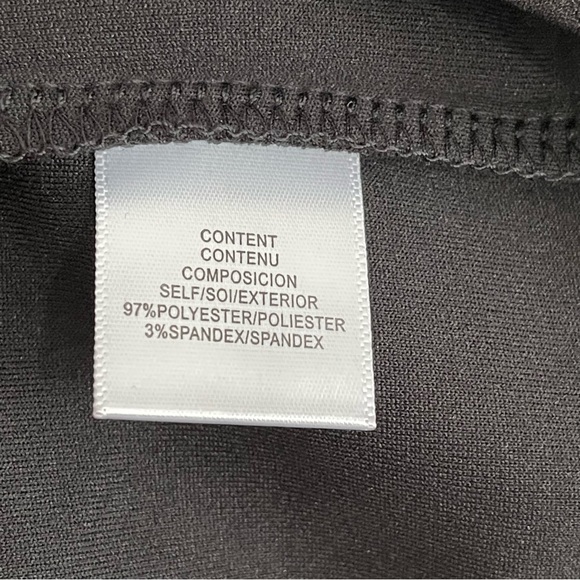 CONTENT
CONTENU
COMPOSICION
SELF/SOI/EXTERIOR
97%POLYESTER/POLIESTER
3%SPANDEX/SPANDEX